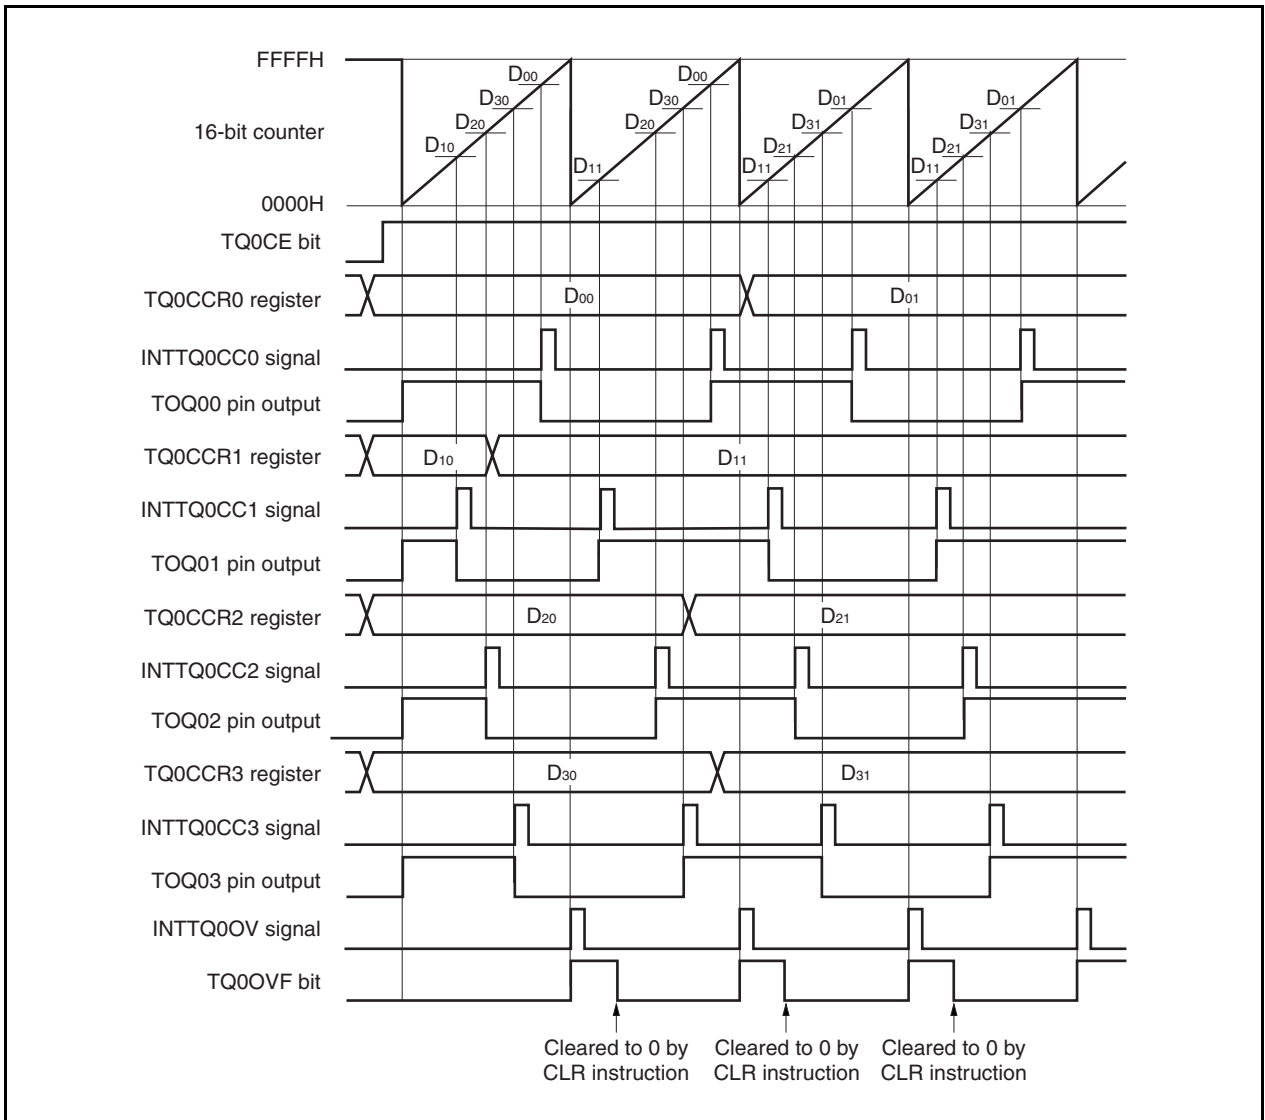 FFFFH
D00
D00
D30
D30
D01
D01
16-bit counter
D20
D20
D31
D31
D10
D21
D21
D11
D11
D11
0000H
TQ0CE bit
TQ0CCR0 register
D00
D01
INTTQ0CC0 signal
TOQ00 pin output
TQ0CCR1 register
D10
D11
INTTQ0CC1 signal
TOQ01 pin output
TQ0CCR2 register
D20
D21
INTTQ0CC2 signal
TOQ02 pin output
TQ0CCR3 register
D30
D31
INTTQ0CC3 signal
TOQ03 pin output
INTTQ0OV signal
TQ0OVF bit
Cleared to 0 by
CLR instruction
Cleared to 0 by
CLR instruction
Cleared to 0 by
CLR instruction